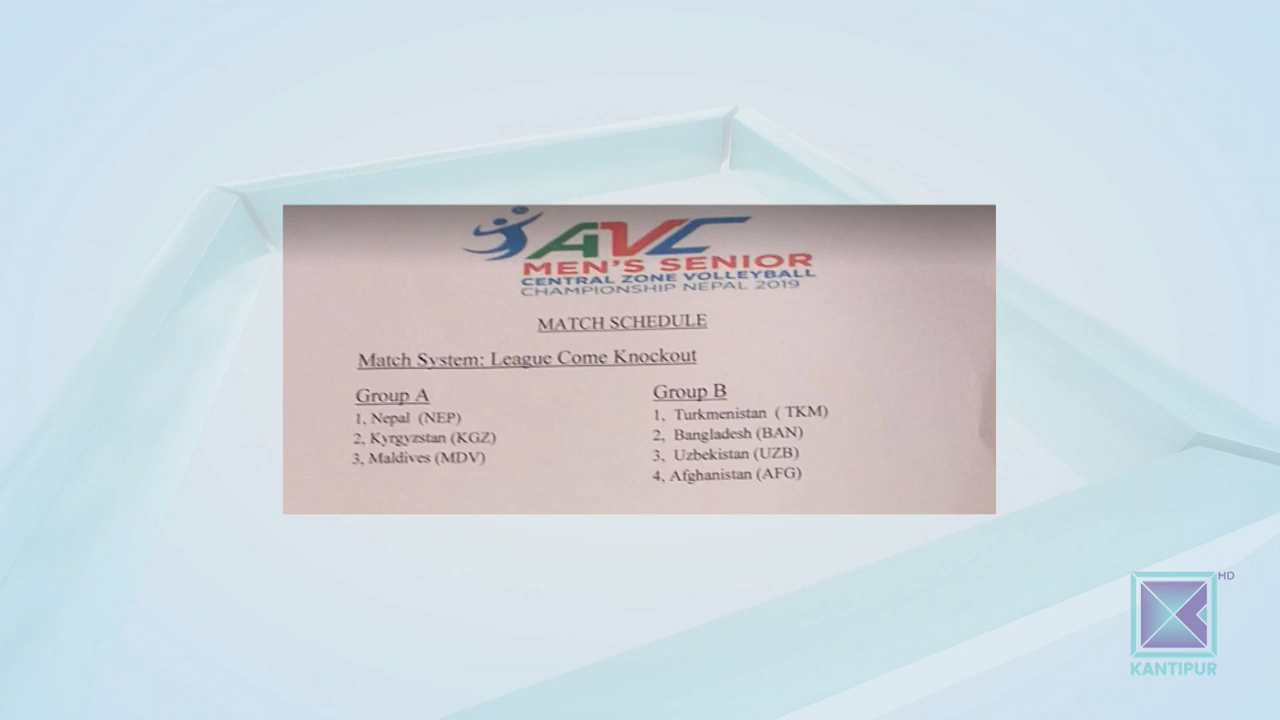 AVC
MEN'S SENIOR
CENTRAL ZONE VOLLEYBALL
CHAMPIONSHIP NEPAL 2019
MATCH SCHEDULE
Match System: League Come Knockout
Group A
1, Nepal (NEP)
2, Kyrgyzstan (KGZ)
3, Maldives (MDV)
Group B
1, Turkmenistan ( TKM)
2, Bangladesh (BAN)
3, Uzbekistan (UZB)
4, Afghanistan (AFG)
HD
KANTIPUR